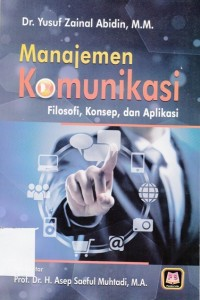 Dr. Yusuf Zainal Abidin, M.M.
Manajemen
Komunikasi
Filosofi, Konsep, dan Aplikasi
Prof. Dr. H. Asep Saeful Muhtadi, M.A.